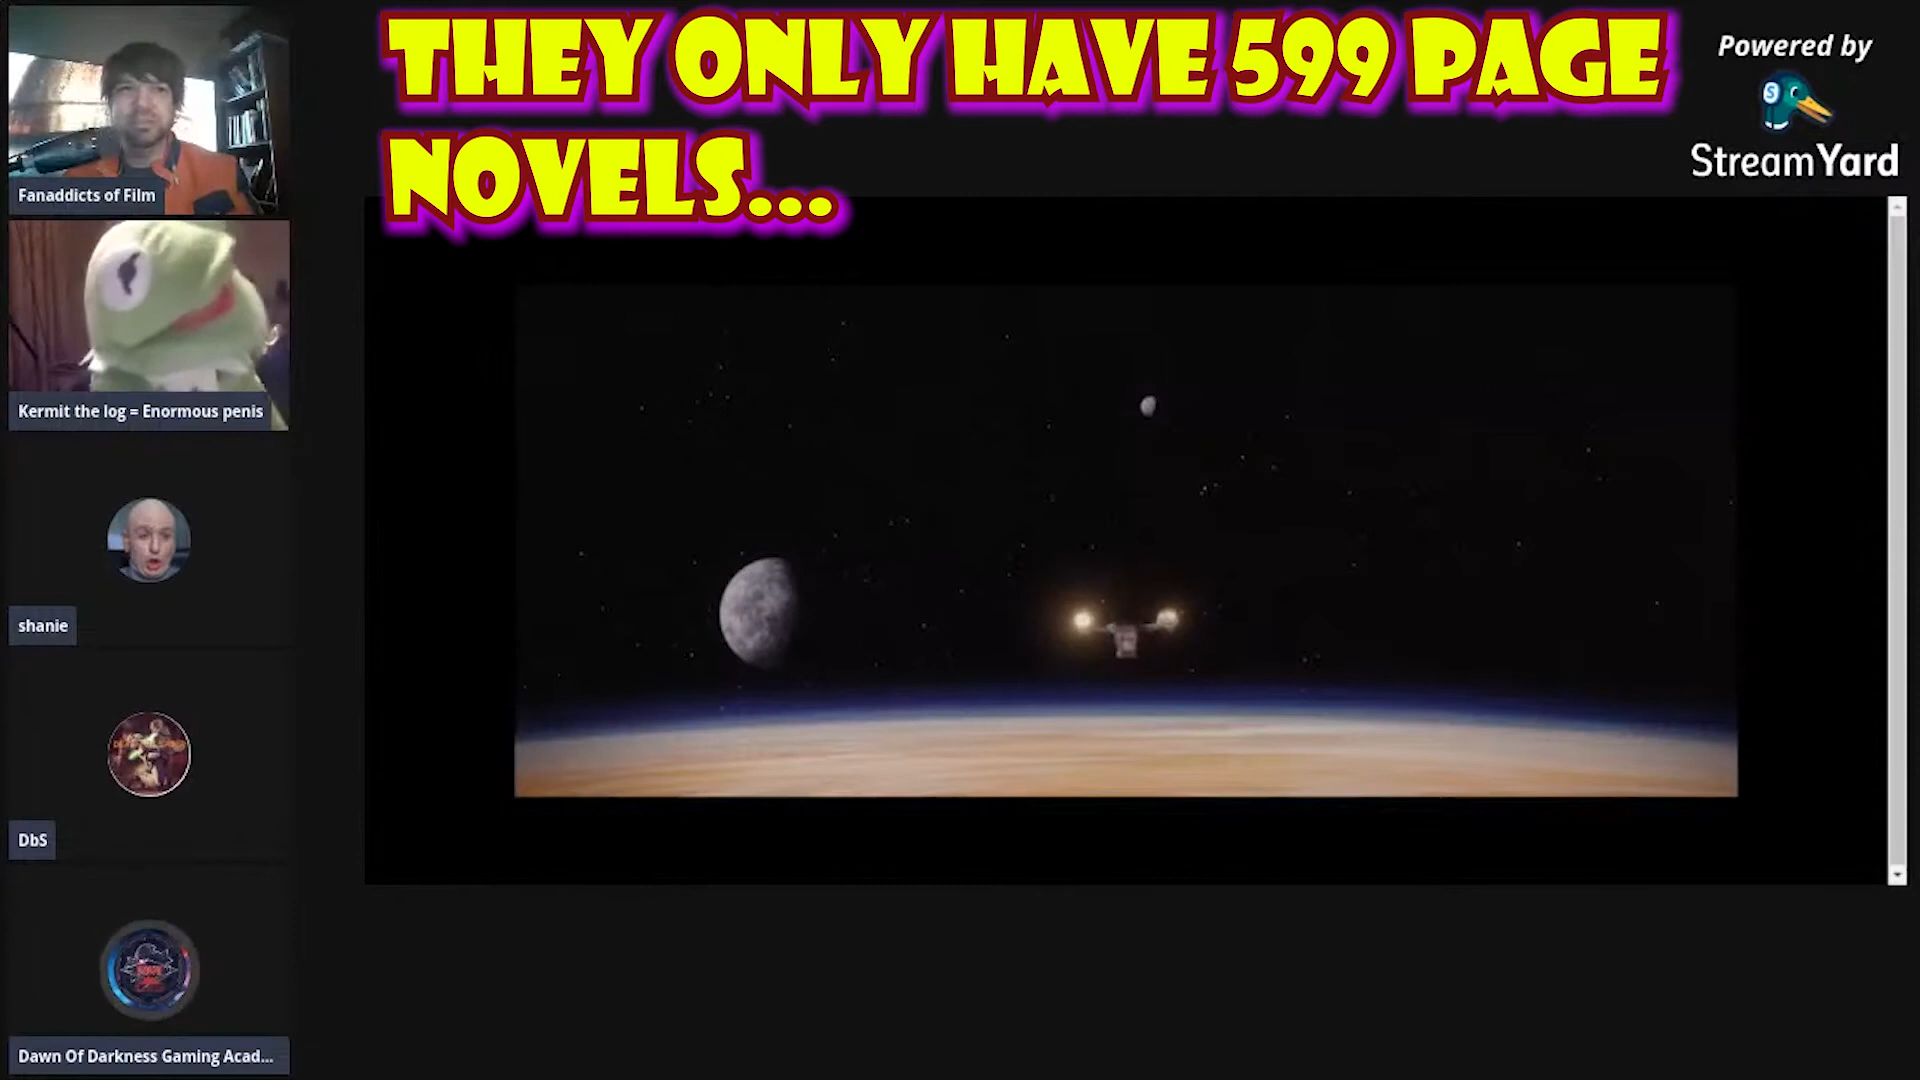 THEY ONLY HAVE 599 PAGE
NOVELS...
Powered by
S
StreamYard
Fanaddicts of Film
Kermit the log = Enormous penis
shanie
DbS
Dawn Of Darkness Gaming Acad...